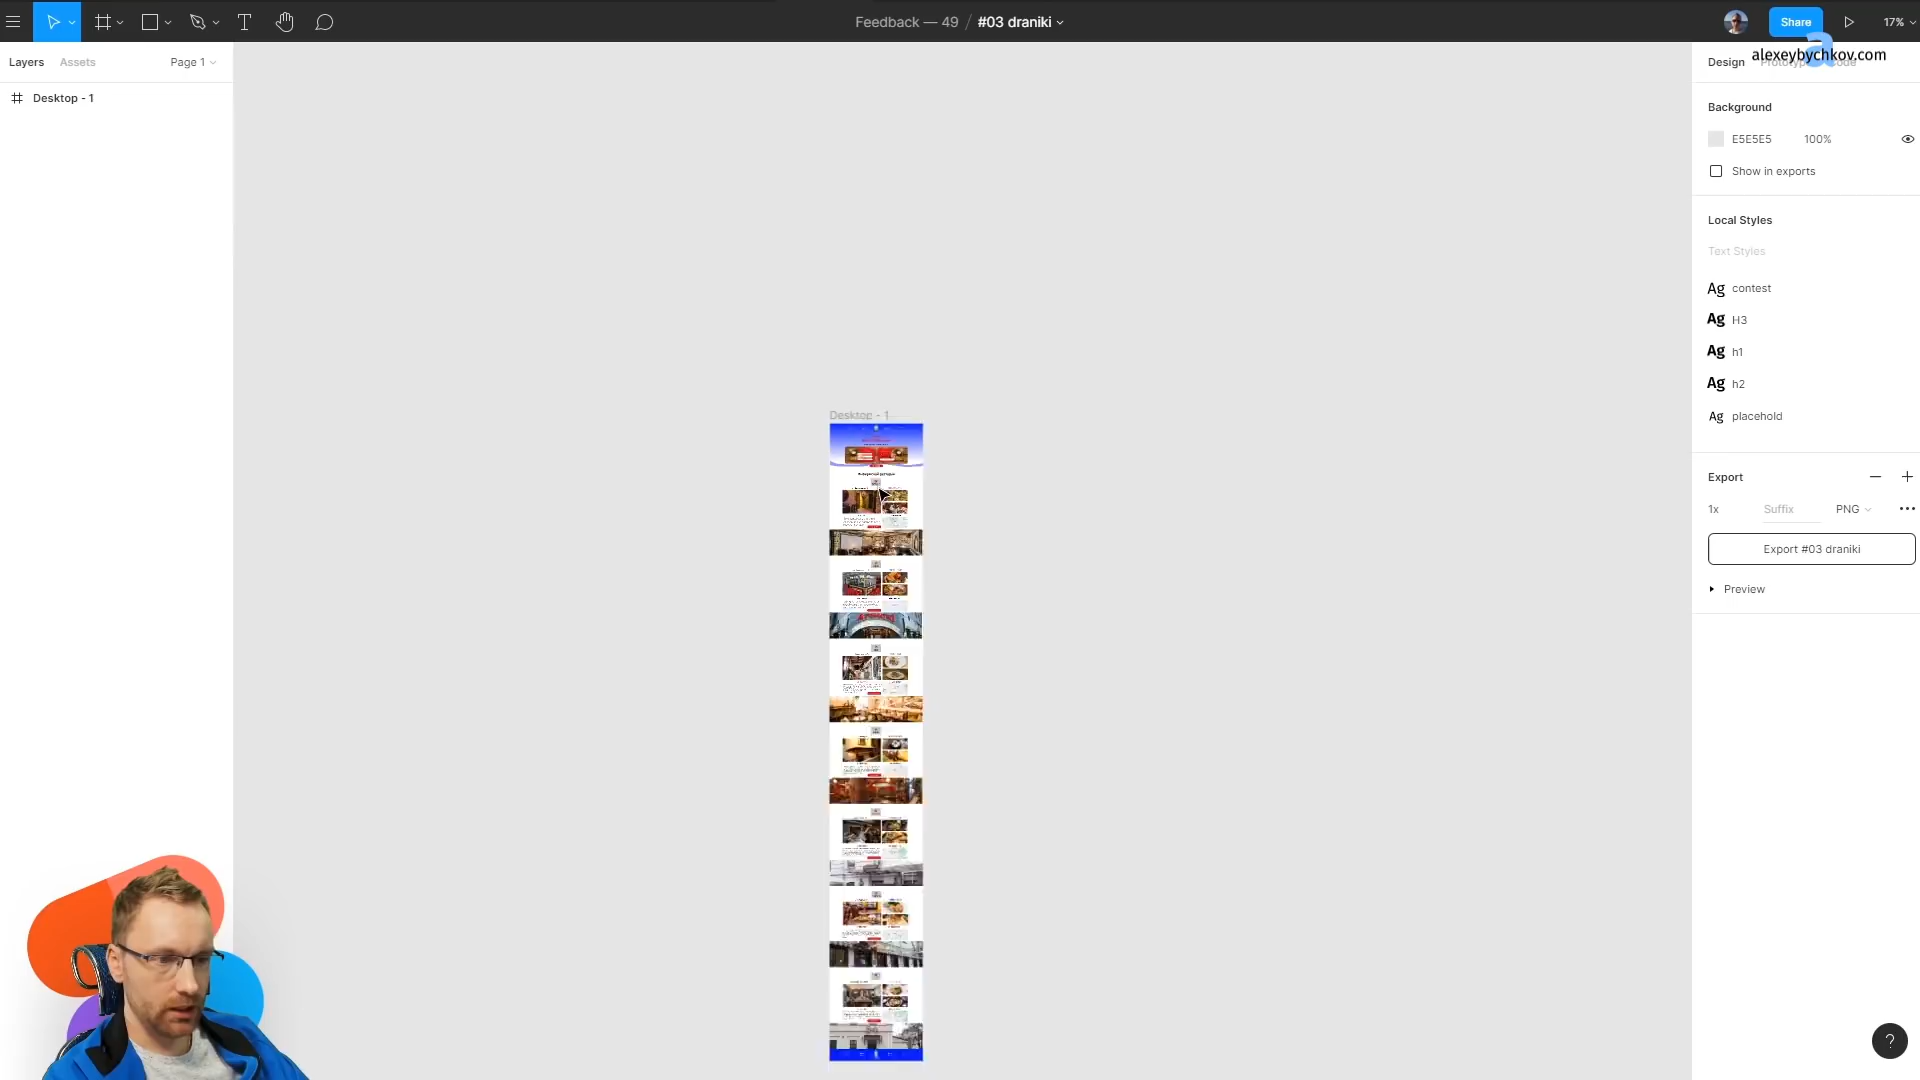 Feedback — 49 / #03 draniki
Share
17%
alexeybychkov.com
Layers
Assets
Page 1
Design
Desktop - 1
Background
E5E5E5
100%
Show in exports
Local Styles
Text Styles
Ag contest
Ag H3
Ag h1
Ag h2
Ag placehold
Desktop - 1
Export
1x
Suffix
PNG
Export #03 draniki
Preview
?